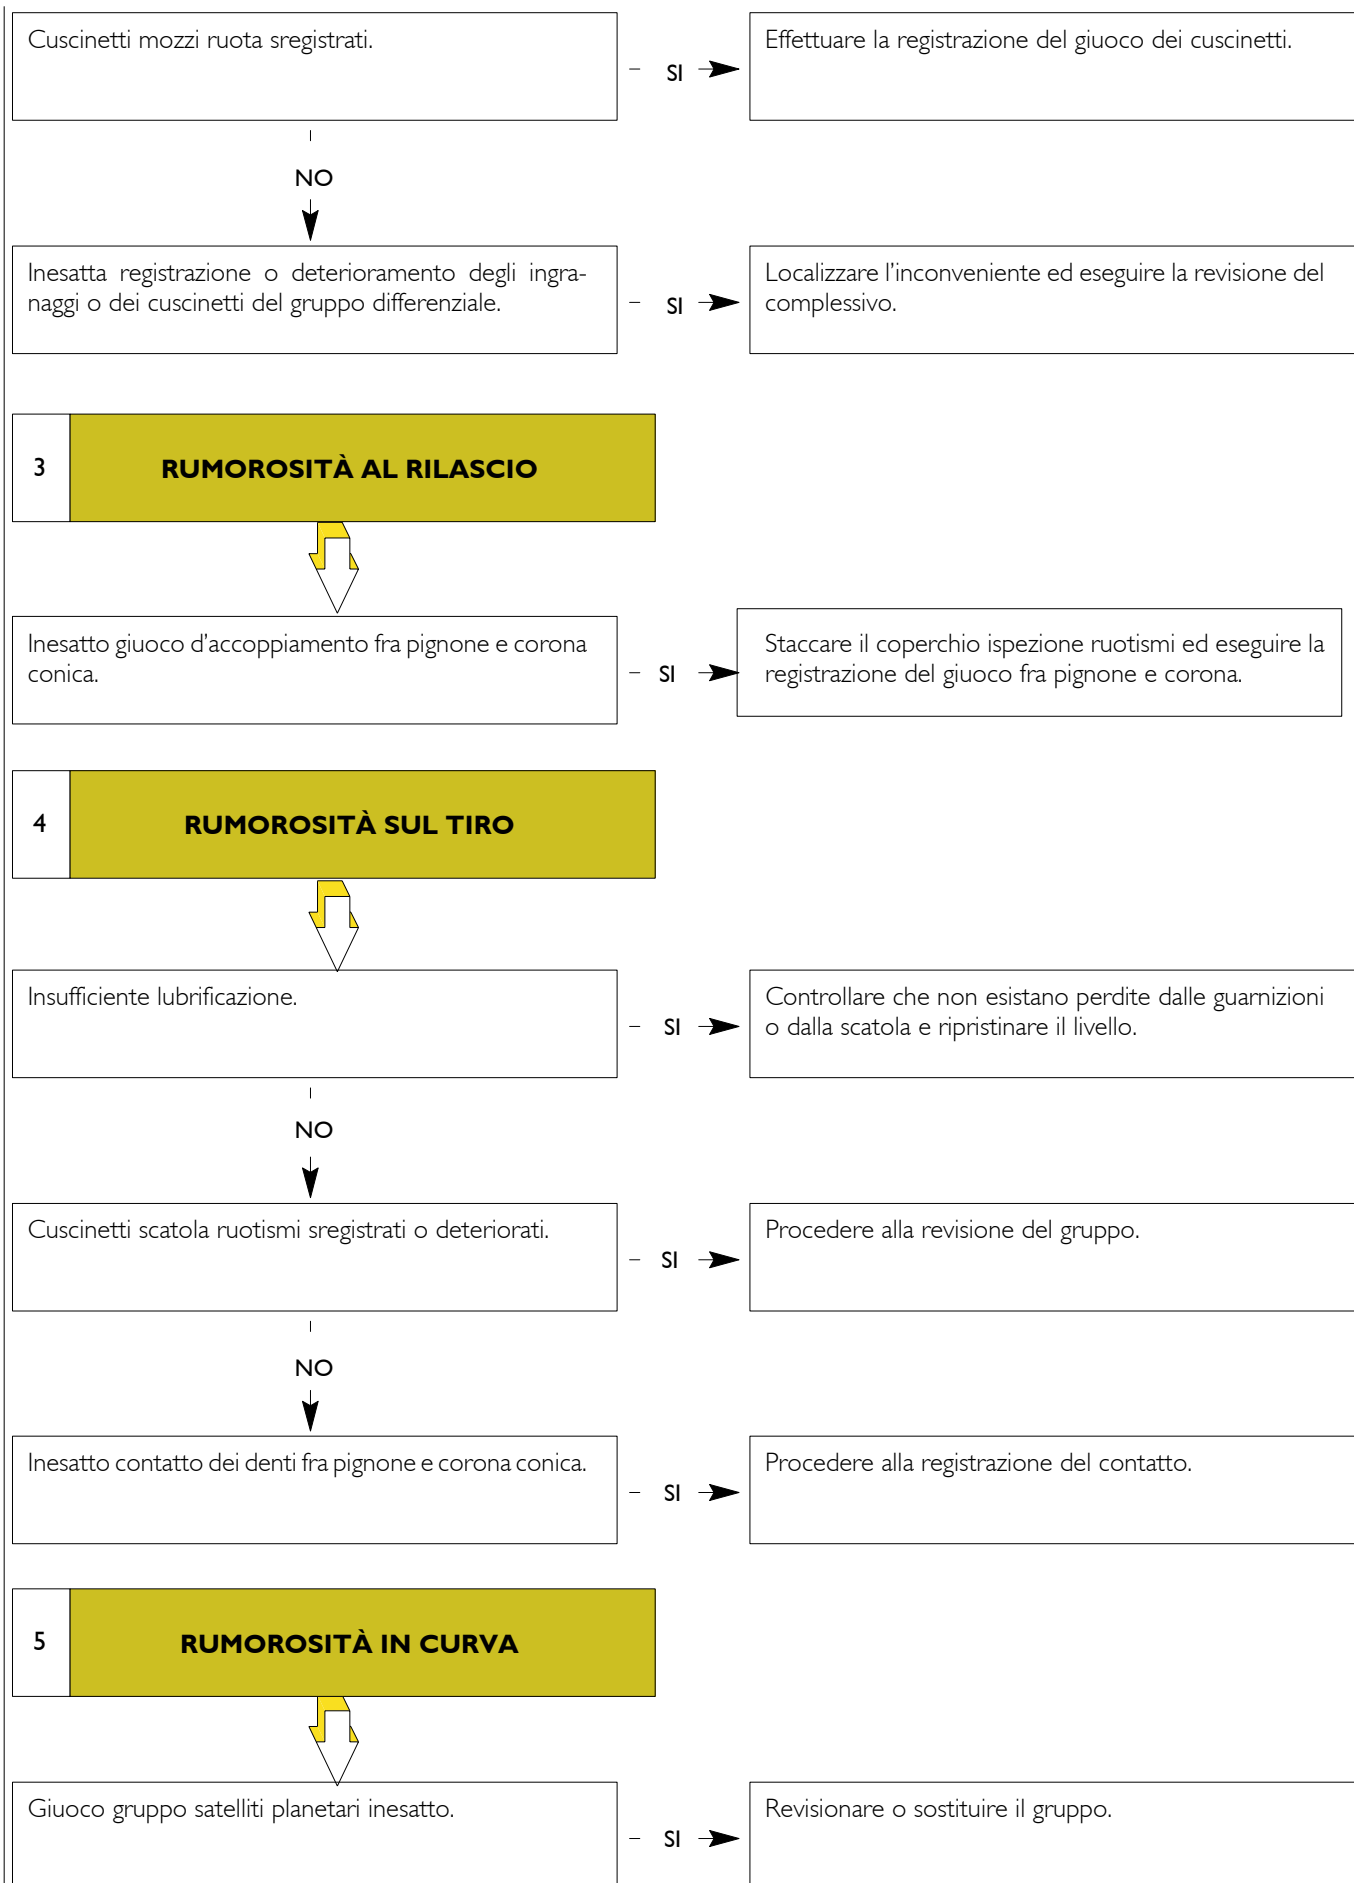 Cuscinetti mozzi ruota sregistrati.
SI
Effettuare la registrazione del giuoco dei cuscinetti.
NO
Inesatta registrazione o deterioramento degli ingra-
naggi o dei cuscinetti del gruppo differenziale.
SI
Localizzare l'inconveniente ed eseguire la revisione del
complessivo.
3
RUMOROSITÀ AL RILASCIO
Inesatto giuoco d'accoppiamento fra pignone e corona
conica.
SI
Staccare il coperchio ispezione ruotismi ed eseguire la
registrazione del giuoco fra pignone e corona.
4
RUMOROSITÀ SUL TIRO
Insufficiente lubrificazione.
SI
Controllare che non esistano perdite dalle guarnizioni
o dalla scatola e ripristinare il livello.
NO
Cuscinetti scatola ruotismi sregistrati o deteriorati.
SI
Procedere alla revisione del gruppo.
NO
Inesatto contatto dei denti fra pignone e corona conica.
SI
Procedere alla registrazione del contatto.
5
RUMOROSITÀ IN CURVA
Giuoco gruppo satelliti planetari inesatto.
SI
Revisionare o sostituire il gruppo.